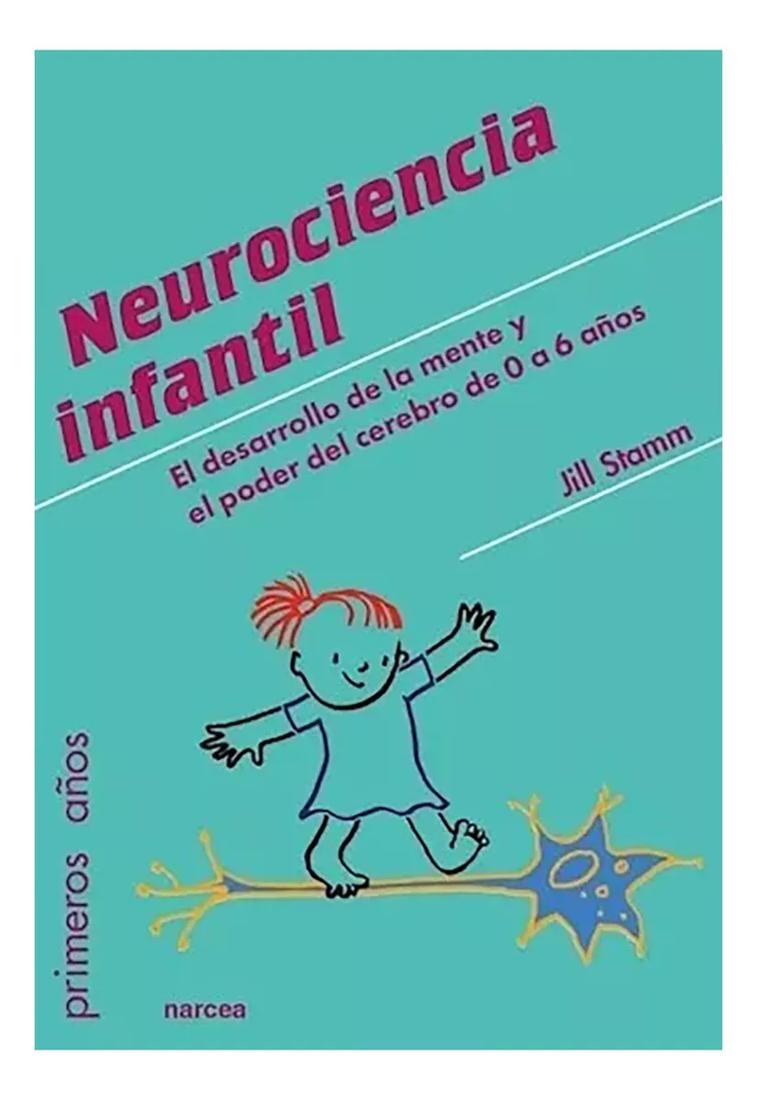 Neurociencia
infantil
El desarrollo de la mente y
el poder del cerebro de 0 a 6 años
Jill Stamm
primeros años
narcea